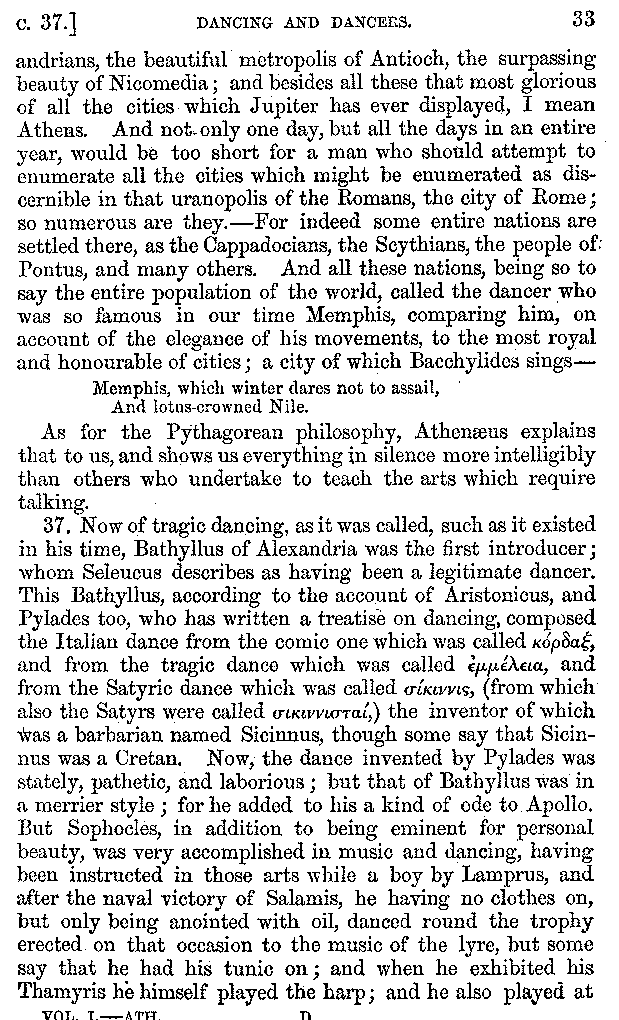 C. 37.] DANCING AND DANCERS. 33
andrians, the beautiful metropolis of Antioch, the surpassing
beauty of Nicomedia; and besides all these that most glorious
of all the cities which Jupiter has ever displayed, I mean
Athens. And not only one day, but all the days in an entire
year, would be too short for a man who should attempt to
enumerate all the cities which might be enumerated as dis-
cernible in that uranopolis of the Romans, the city of Rome;
so numerous are they.—For indeed some entire nations are
settled there, as the Cappadocians, the Scythians, the people of
Pontus, and many others. And all these nations, being so to
say the entire population of the world, called the dancer who
was so famous in our time Memphis, comparing him, on
account of the elegance of his movements, to the most royal
and honourable of cities; a city of which Bacchylides sings—
Memphis, which winter dares not to assail,
And lotus-crowned Nile.
As for the Pythagorean philosophy, Athenæus explains
that to us, and shows us everything in silence more intelligibly
than others who undertake to teach the arts which require
talking.
37. Now of tragic dancing, as it was called, such as it existed
in his time, Bathyllus of Alexandria was the first introducer;
whom Seleucus describes as having been a legitimate dancer.
This Bathyllus, according to the account of Aristonicus, and
Pylades too, who has written a treatise on dancing, composed
the Italian dance from the comic one which was called κόρδαξ,
and from the tragic dance which was called ἐμμέλεια, and
from the Satyric dance which was called σίκιννις, (from which
also the Satyrs were called σικιννισταί,) the inventor of which
was a barbarian named Sicinnus, though some say that Sicin-
nus was a Cretan. Now, the dance invented by Pylades was
stately, pathetic, and laborious; but that of Bathyllus was in
a merrier style; for he added to his a kind of ode to Apollo.
But Sophocles, in addition to being eminent for personal
beauty, was very accomplished in music and dancing, having
been instructed in those arts while a boy by Lamprus, and
after the naval victory of Salamis, he having no clothes on,
but only being anointed with oil, danced round the trophy
erected on that occasion to the music of the lyre, but some
say that he had his tunic on; and when he exhibited his
Thamyris he himself played the harp; and he also played at
VOL. I.—ATH. D